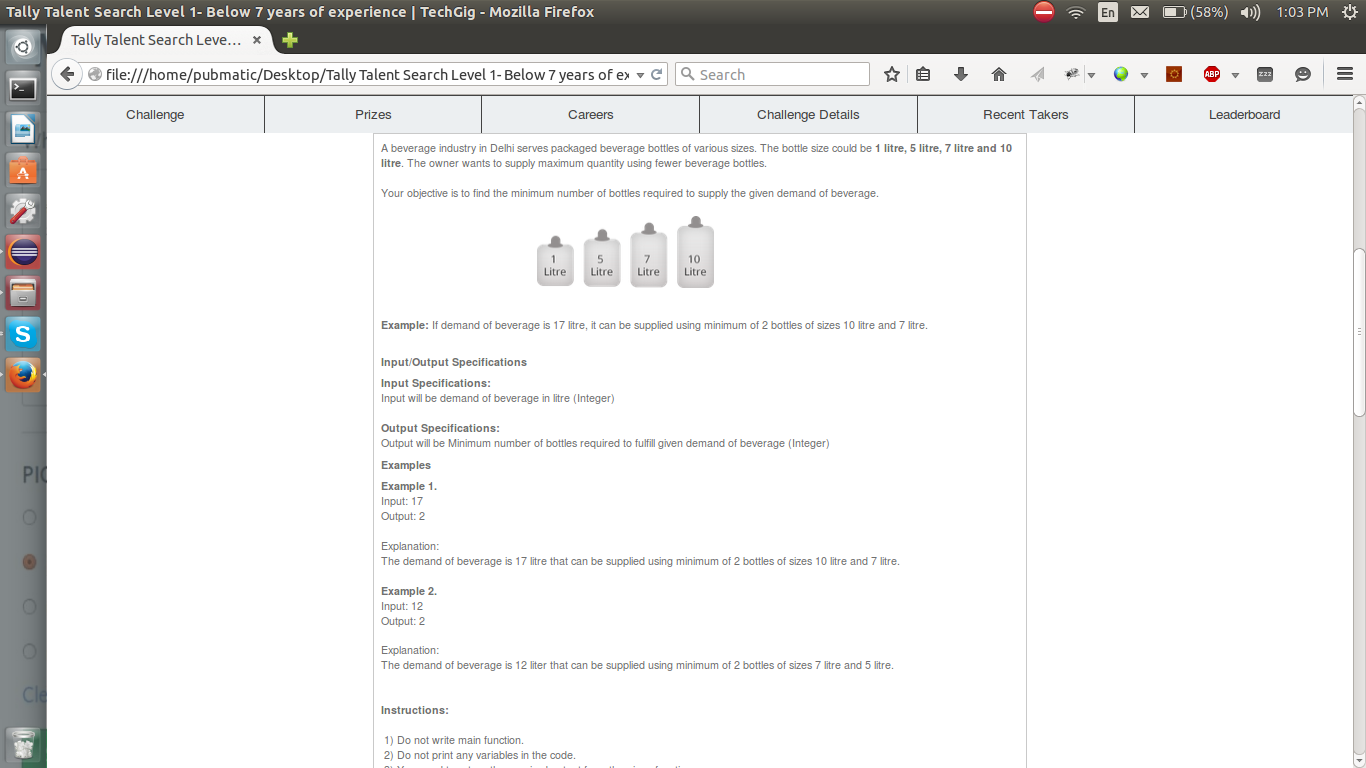 Tally Talent Search Level 1- Below 7 years of experience | TechGig - Mozilla Firefox
En
(58%)
1:03 PM
Tally Talent Search Leve...
file:///home/pubmatic/Desktop/Tally Talent Search Level 1- Below 7 years of ex
Search
ABP
zzz
Challenge
Prizes
Careers
Challenge Details
Recent Takers
Leaderboard
A beverage industry in Delhi serves packaged beverage bottles of various sizes. The bottle size could be 1 litre, 5 litre, 7 litre and 10
litre. The owner wants to supply maximum quantity using fewer beverage bottles.
Your objective is to find the minimum number of bottles required to supply the given demand of beverage.
1 5 7 10
Litre Litre Litre Litre
Example: If demand of beverage is 17 litre, it can be supplied using minimum of 2 bottles of sizes 10 litre and 7 litre.
Input/Output Specifications
Input Specifications:
Input will be demand of beverage in litre (Integer)
Output Specifications:
Output will be Minimum number of bottles required to fulfill given demand of beverage (Integer)
Examples
Example 1.
Input: 17
Output: 2
Explanation:
The demand of beverage is 17 litre that can be supplied using minimum of 2 bottles of sizes 10 litre and 7 litre.
Example 2.
Input: 12
Output: 2
Explanation:
The demand of beverage is 12 liter that can be supplied using minimum of 2 bottles of sizes 7 litre and 5 litre.
Instructions:
1) Do not write main function.
2) Do not print any variables in the code.
PIC
Cle